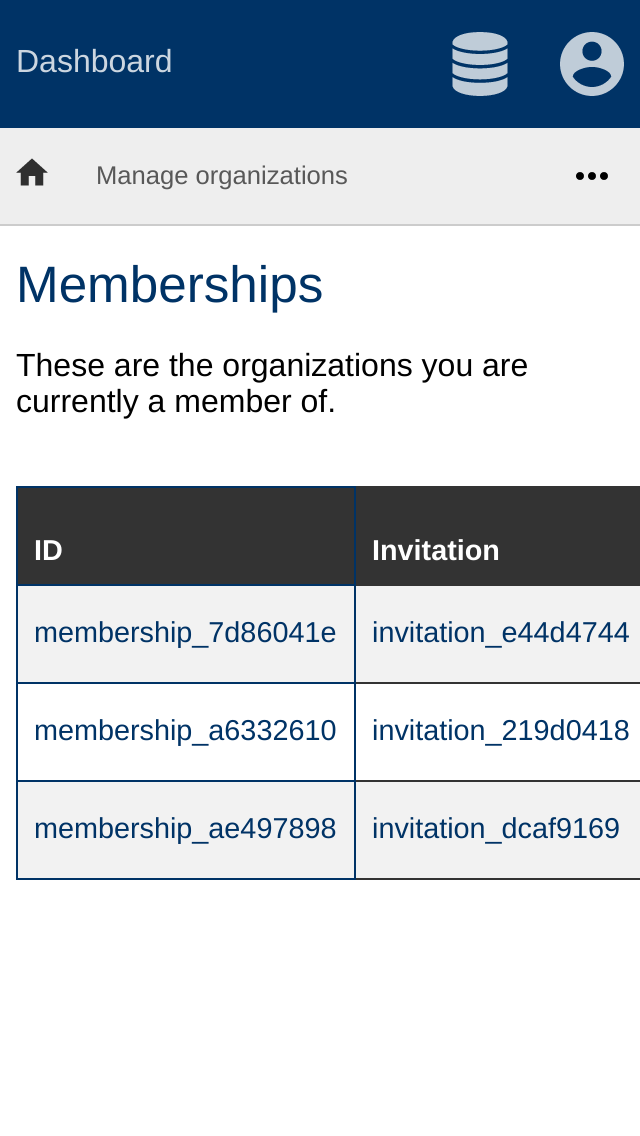 Dashboard
Manage organizations
Memberships
These are the organizations you are
currently a member of.
ID Invitation
membership_7d86041e invitation_e44d4744
membership_a6332610 invitation_219d0418
membership_ae497898 invitation_dcaf9169